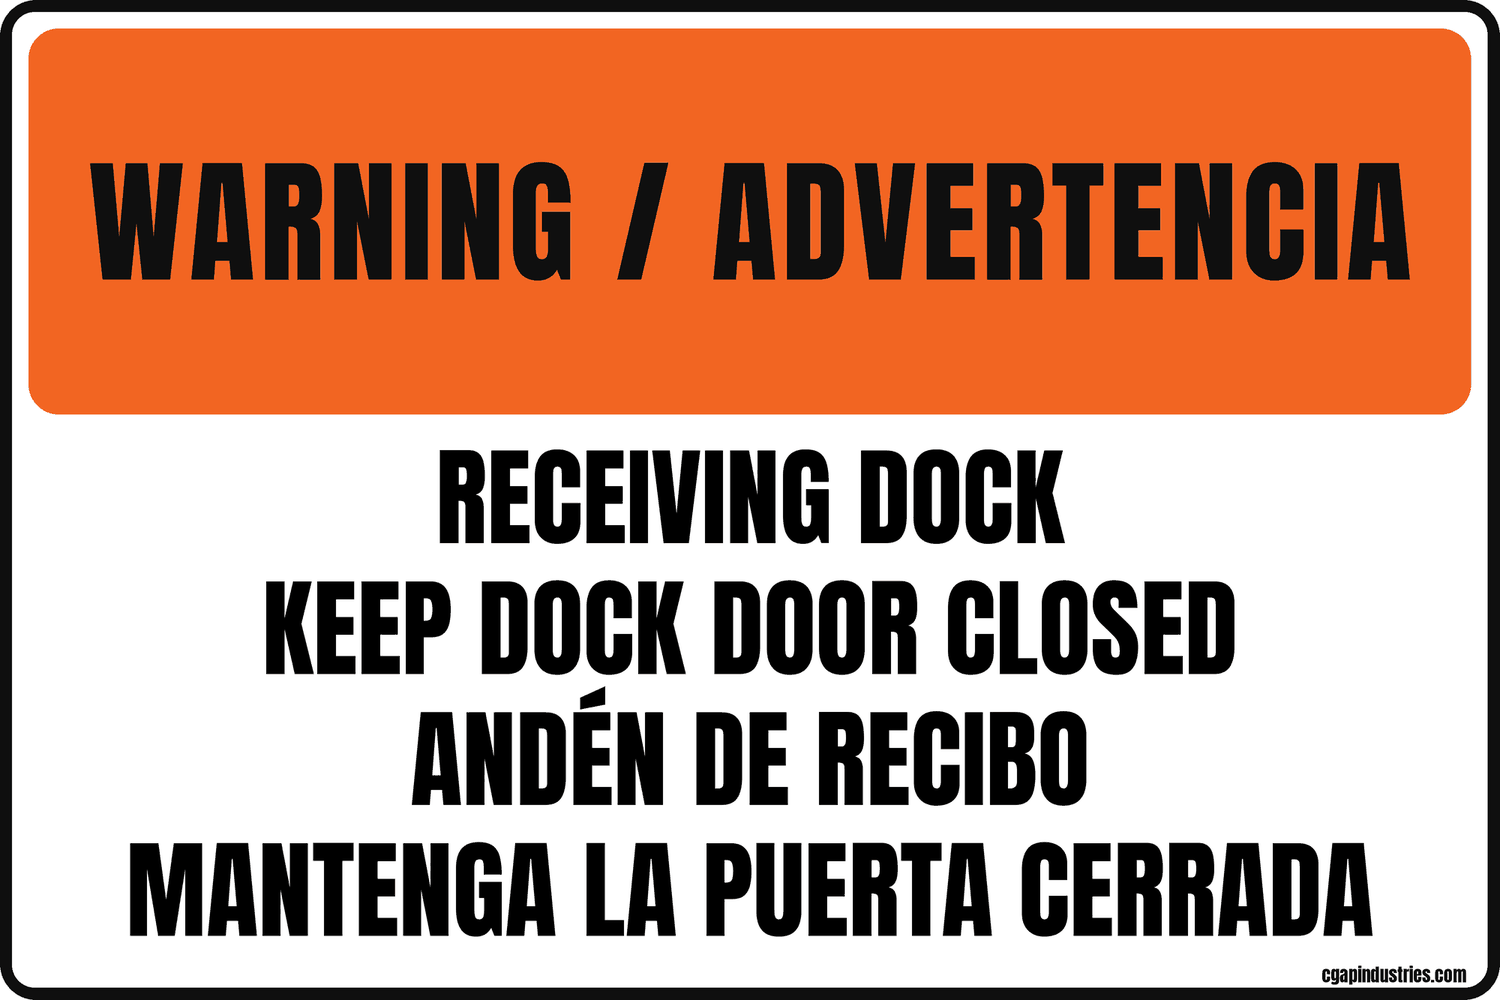 WARNING / ADVERTENCIA
RECEIVING DOCK
KEEP DOCK DOOR CLOSED
ANDÉN DE RECIBO
MANTENGA LA PUERTA CERRADA
cgapindustries.com